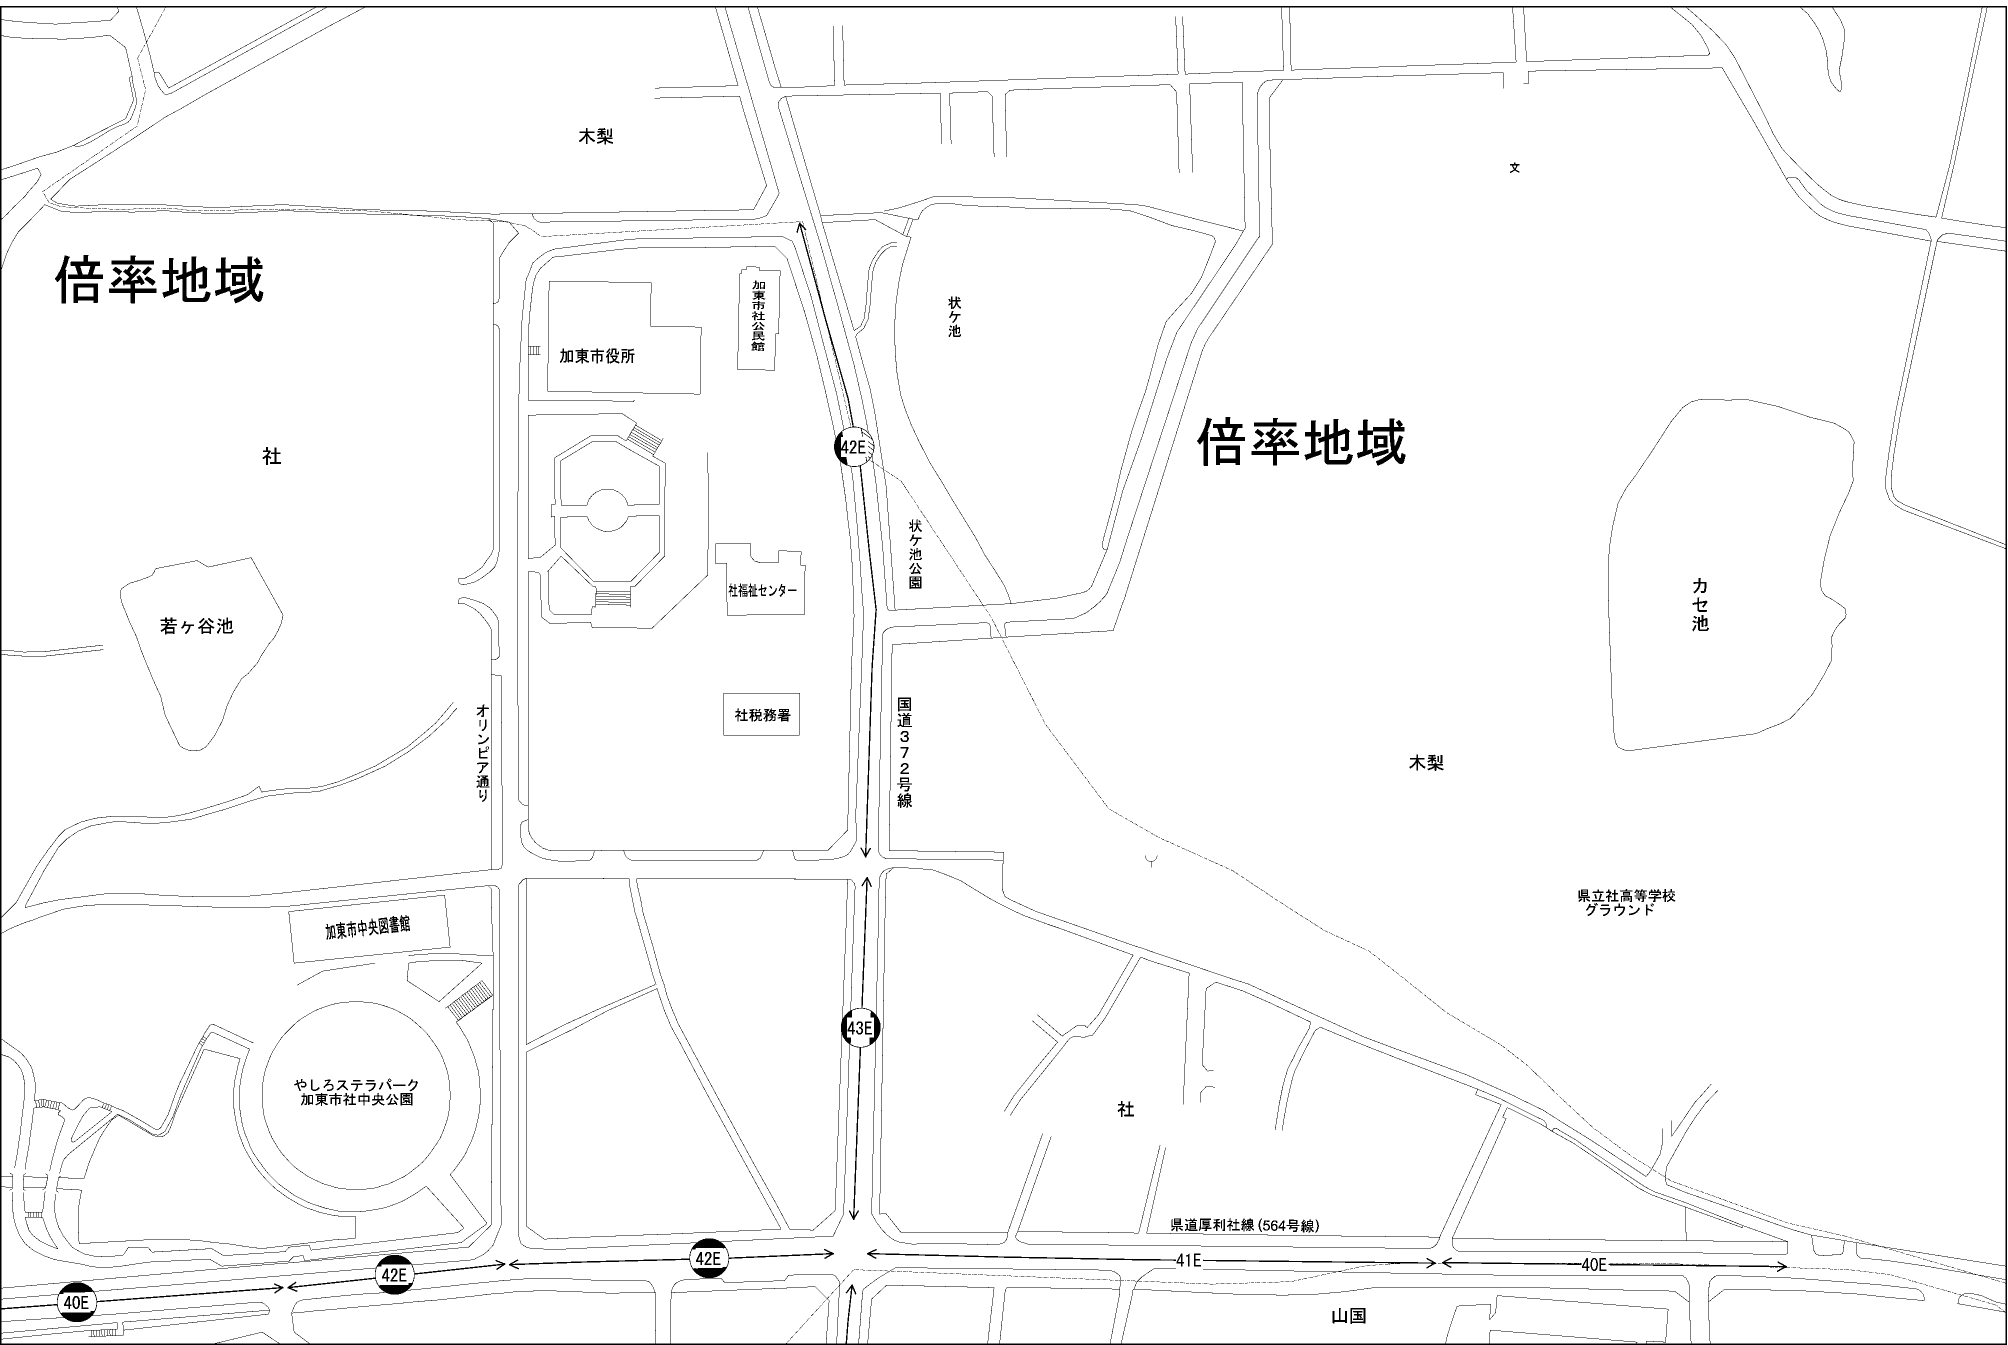 木梨
文
倍率地域
加東市社公民館
状ケ池
加東市役所
倍率地域
社
42E
状ケ池公園
社福祉センター
カセ池
若ヶ谷池
国道372号線
オリンピア通り
社税務署
木梨
県立社高等学校
グラウンド
加東市中央図書館
43E
やしろステラパーク
加東市社中央公園
社
県道厚利社線(564号線)
42E
41E
40E
42E
40E
山国